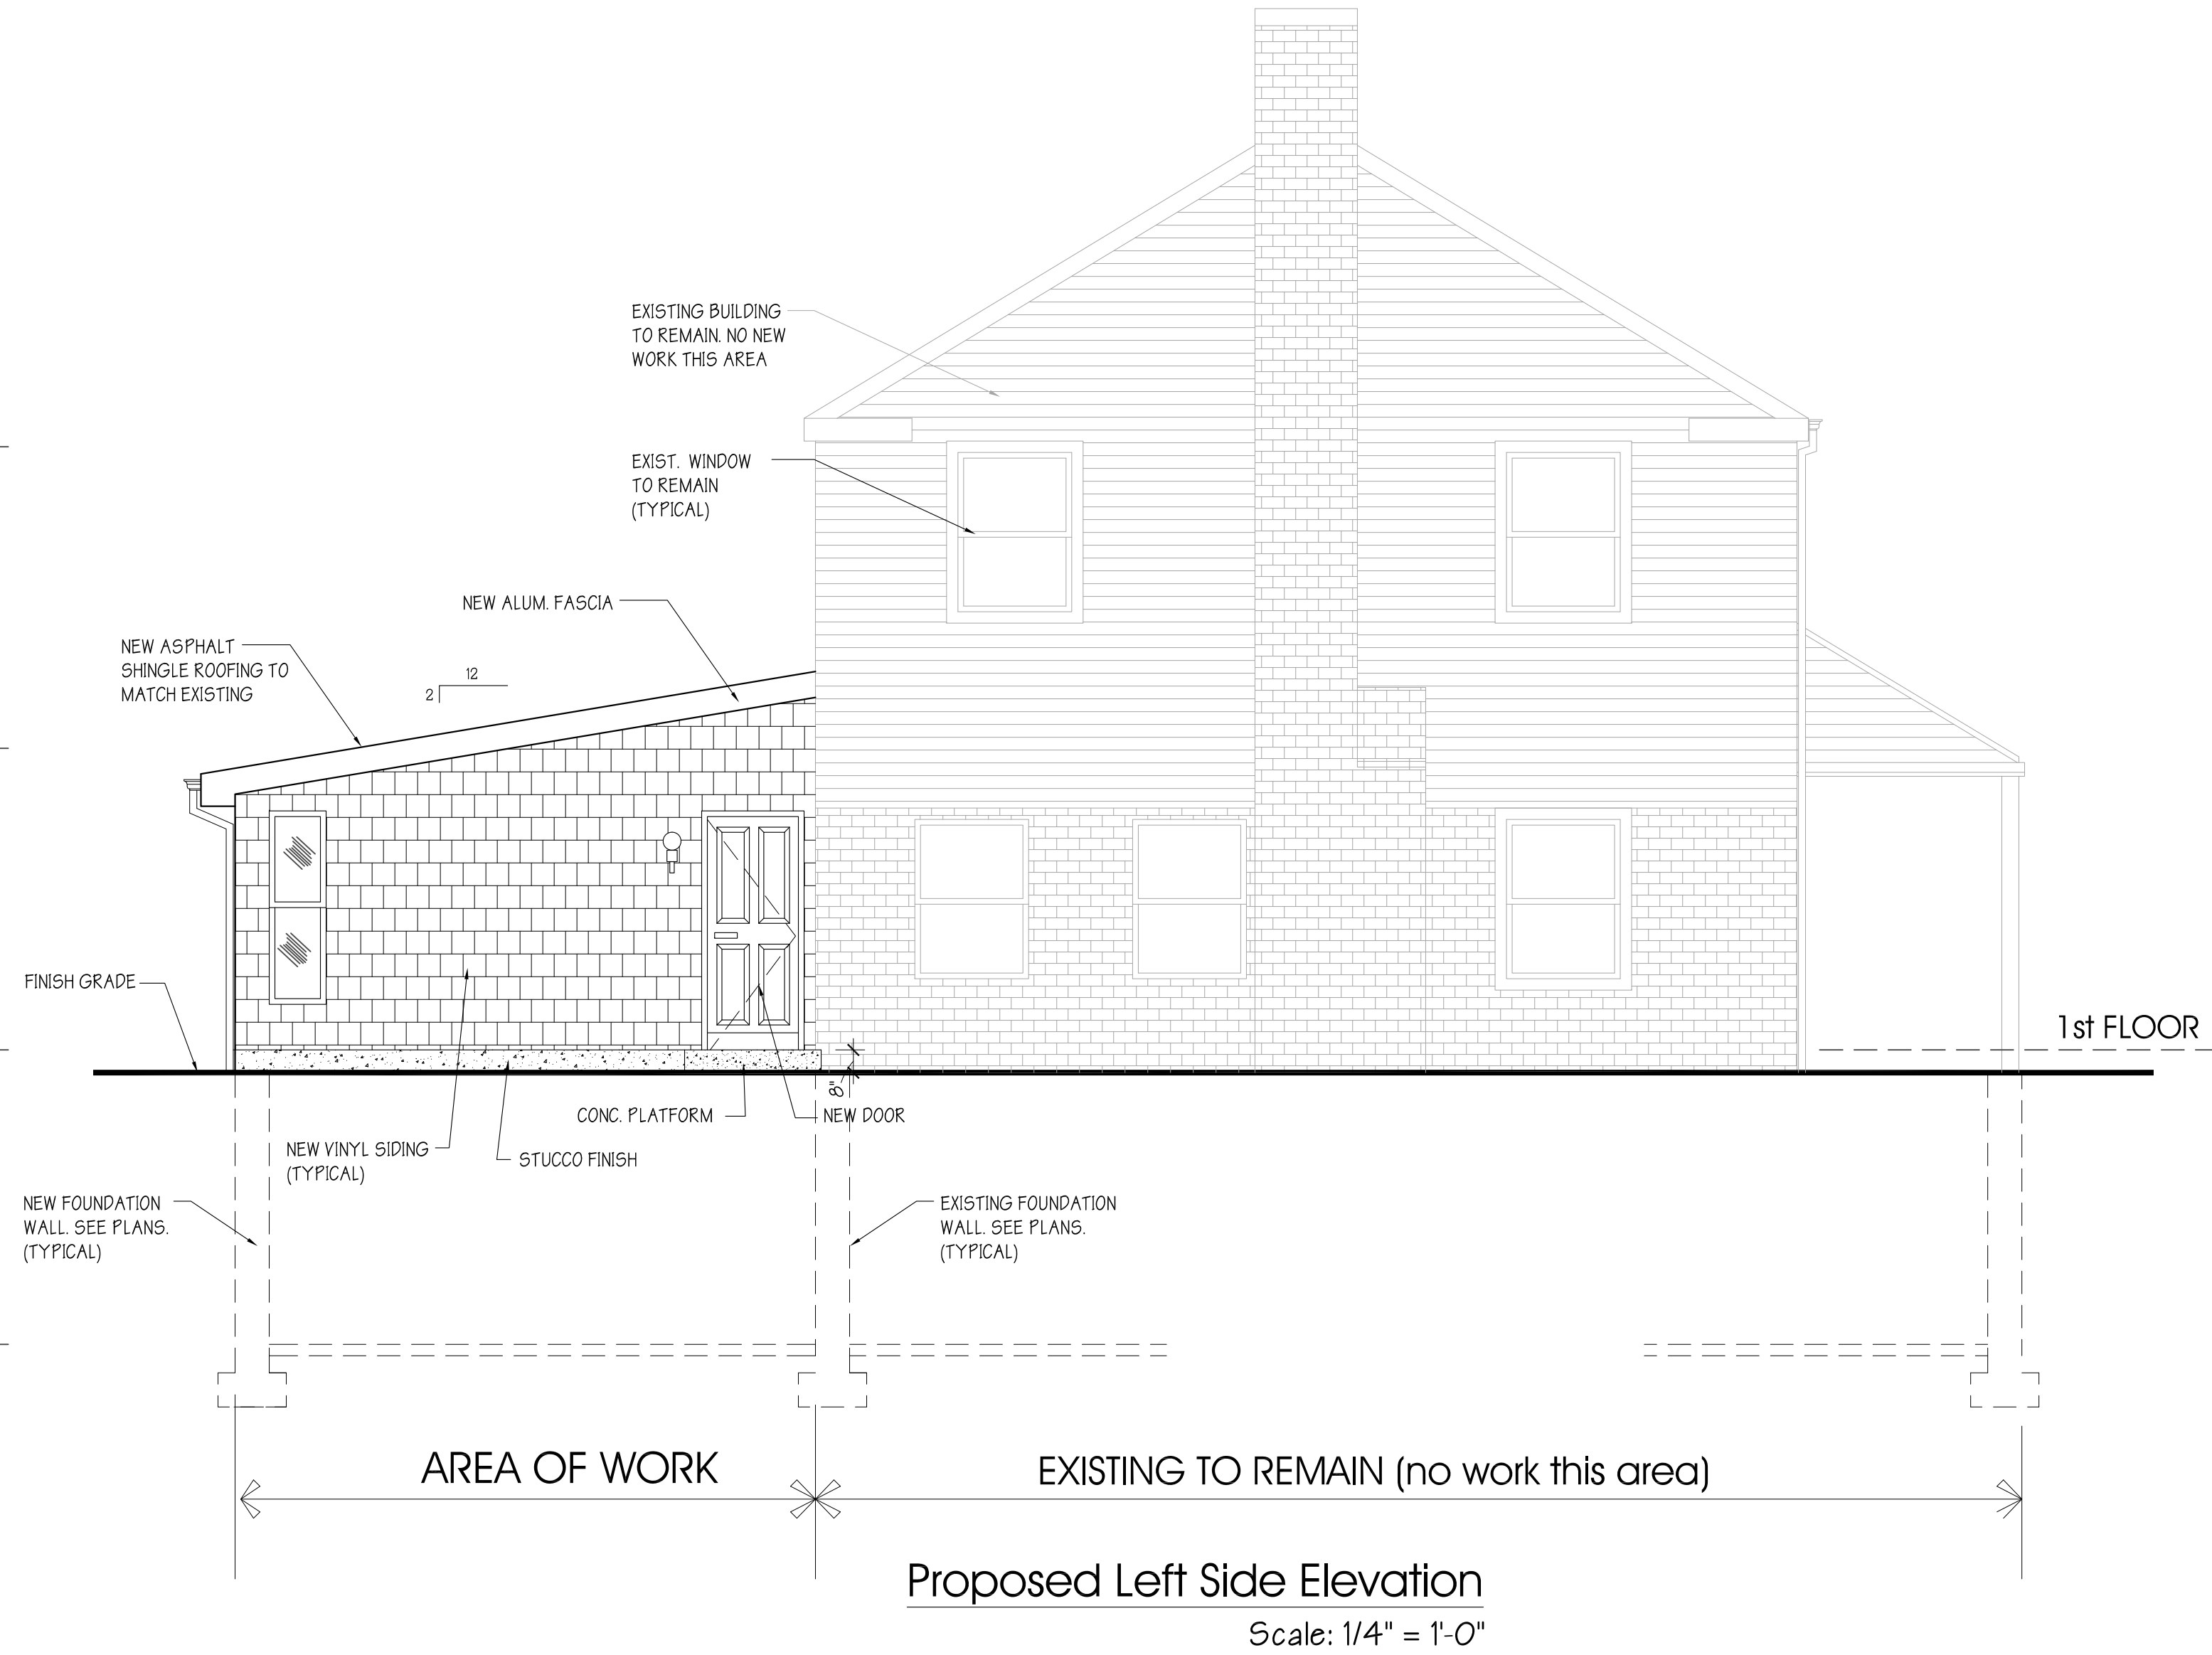 EXISTING BUILDING
TO REMAIN. NO NEW
WORK THIS AREA
EXIST. WINDOW
TO REMAIN
(TYPICAL)
NEW ALUM. FASCIA
NEW ASPHALT
SHINGLE ROOFING TO
MATCH EXISTING
12
2
FINISH GRADE
1st FLOOR
8"
CONC. PLATFORM
NEW DOOR
NEW VINYL SIDING
(TYPICAL)
STUCCO FINISH
NEW FOUNDATION
WALL. SEE PLANS.
(TYPICAL)
EXISTING FOUNDATION
WALL. SEE PLANS.
(TYPICAL)
AREA OF WORK
EXISTING TO REMAIN (no work this area)
Proposed Left Side Elevation
Scale: 1/4" = 1'-0"